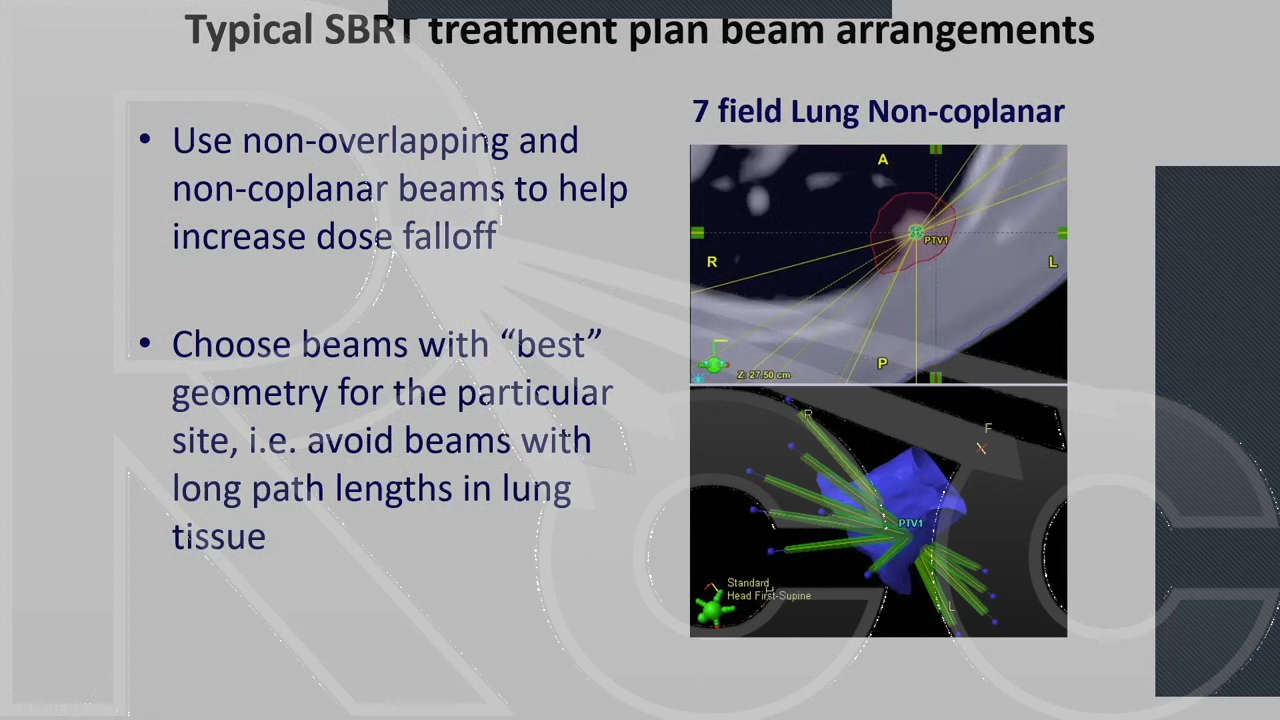 Typical SBRT treatment plan beam arrangements
• Use non-overlapping and
non-coplanar beams to help
increase dose falloff
• Choose beams with “best”
geometry for the particular
site, i.e. avoid beams with
long path lengths in lung
tissue
7 field Lung Non-coplanar
A
PTV1
R
L
P
Z: 27.50 cm
R
F
PTV1
Standard
H
Head First-Supine
L
RCC